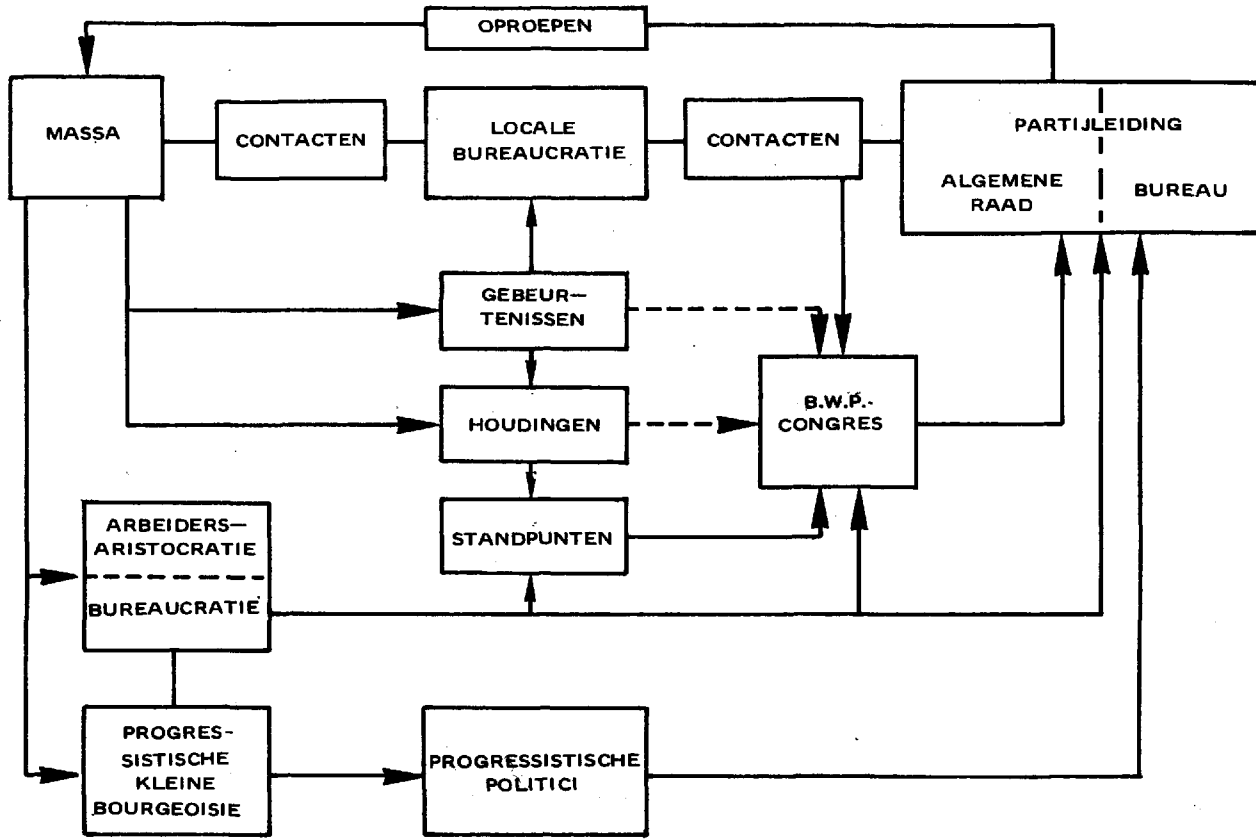 OPROEPEN
MASSA
CONTACTEN
LOCALE
BUREAUCRATIE
CONTACTEN
PARTIJLEIDING
ALGEMENE
RAAD
BUREAU
GEBEUR—
TENISSEN
HOUDINGEN
B.W.P.-
CONGRES
STANDPUNTEN
ARBEIDERS—
ARISTOCRATIE
BUREAUCRATIE
PROGRES-
SISTISCHE
KLEINE
BOURGEOISIE
PROGRESSISTISCHE
POLITICI